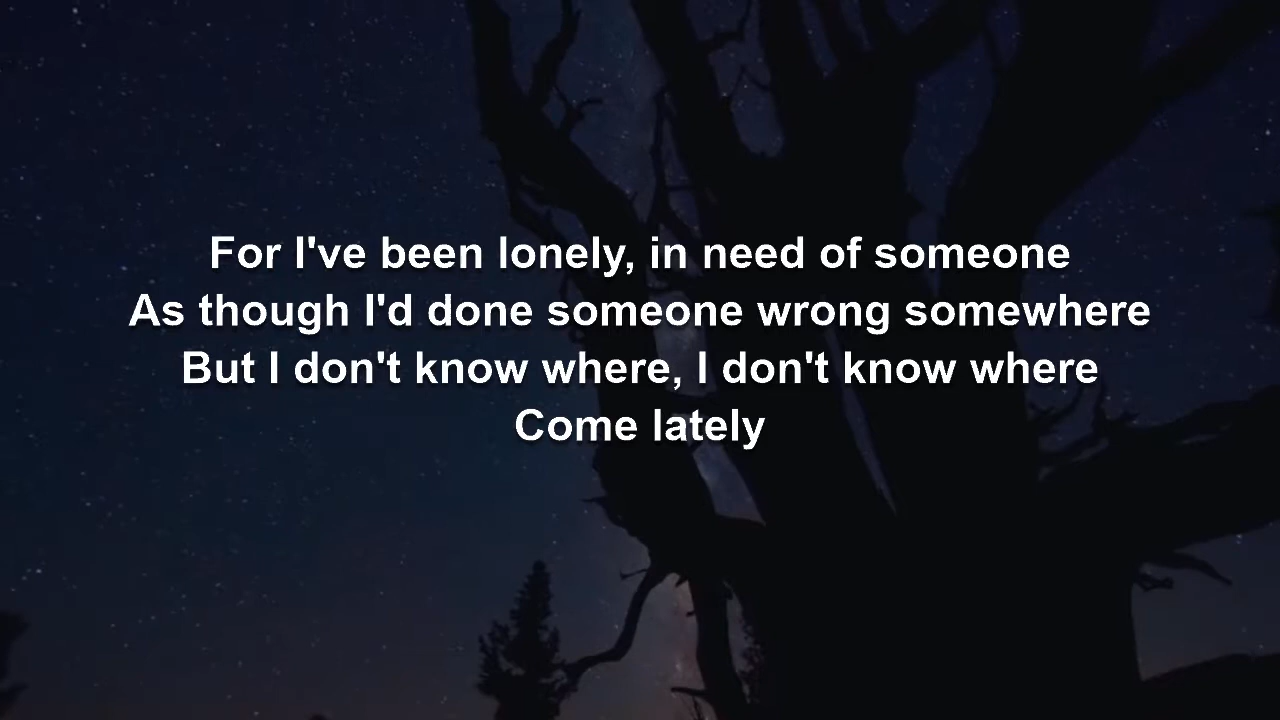 For I've been lonely, in need of someone
As though I'd done someone wrong somewhere
But I don't know where, I don't know where
Come lately